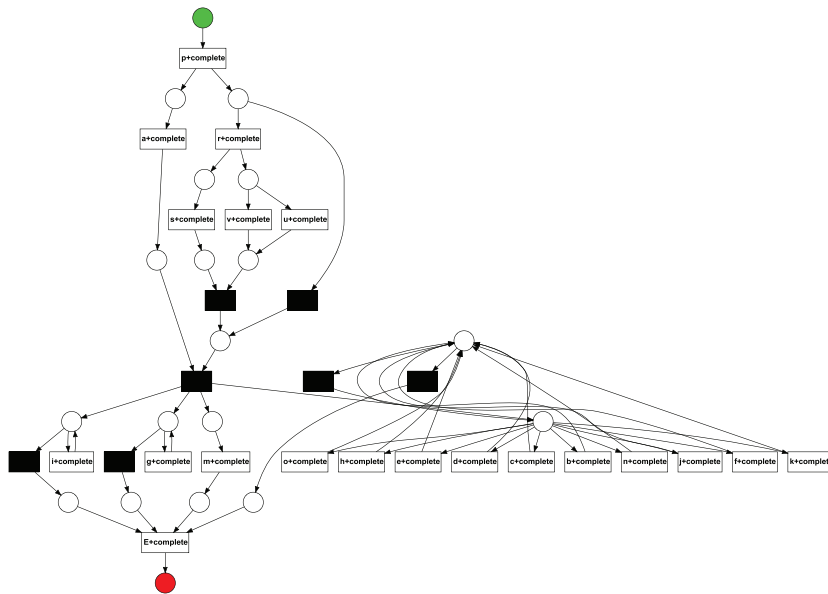 p+complete
a+complete
r+complete
s+complete
v+complete
u+complete
i+complete
g+complete
m+complete
o+complete
h+complete
e+complete
d+complete
c+complete
b+complete
n+complete
j+complete
f+complete
k+complete
E+complete